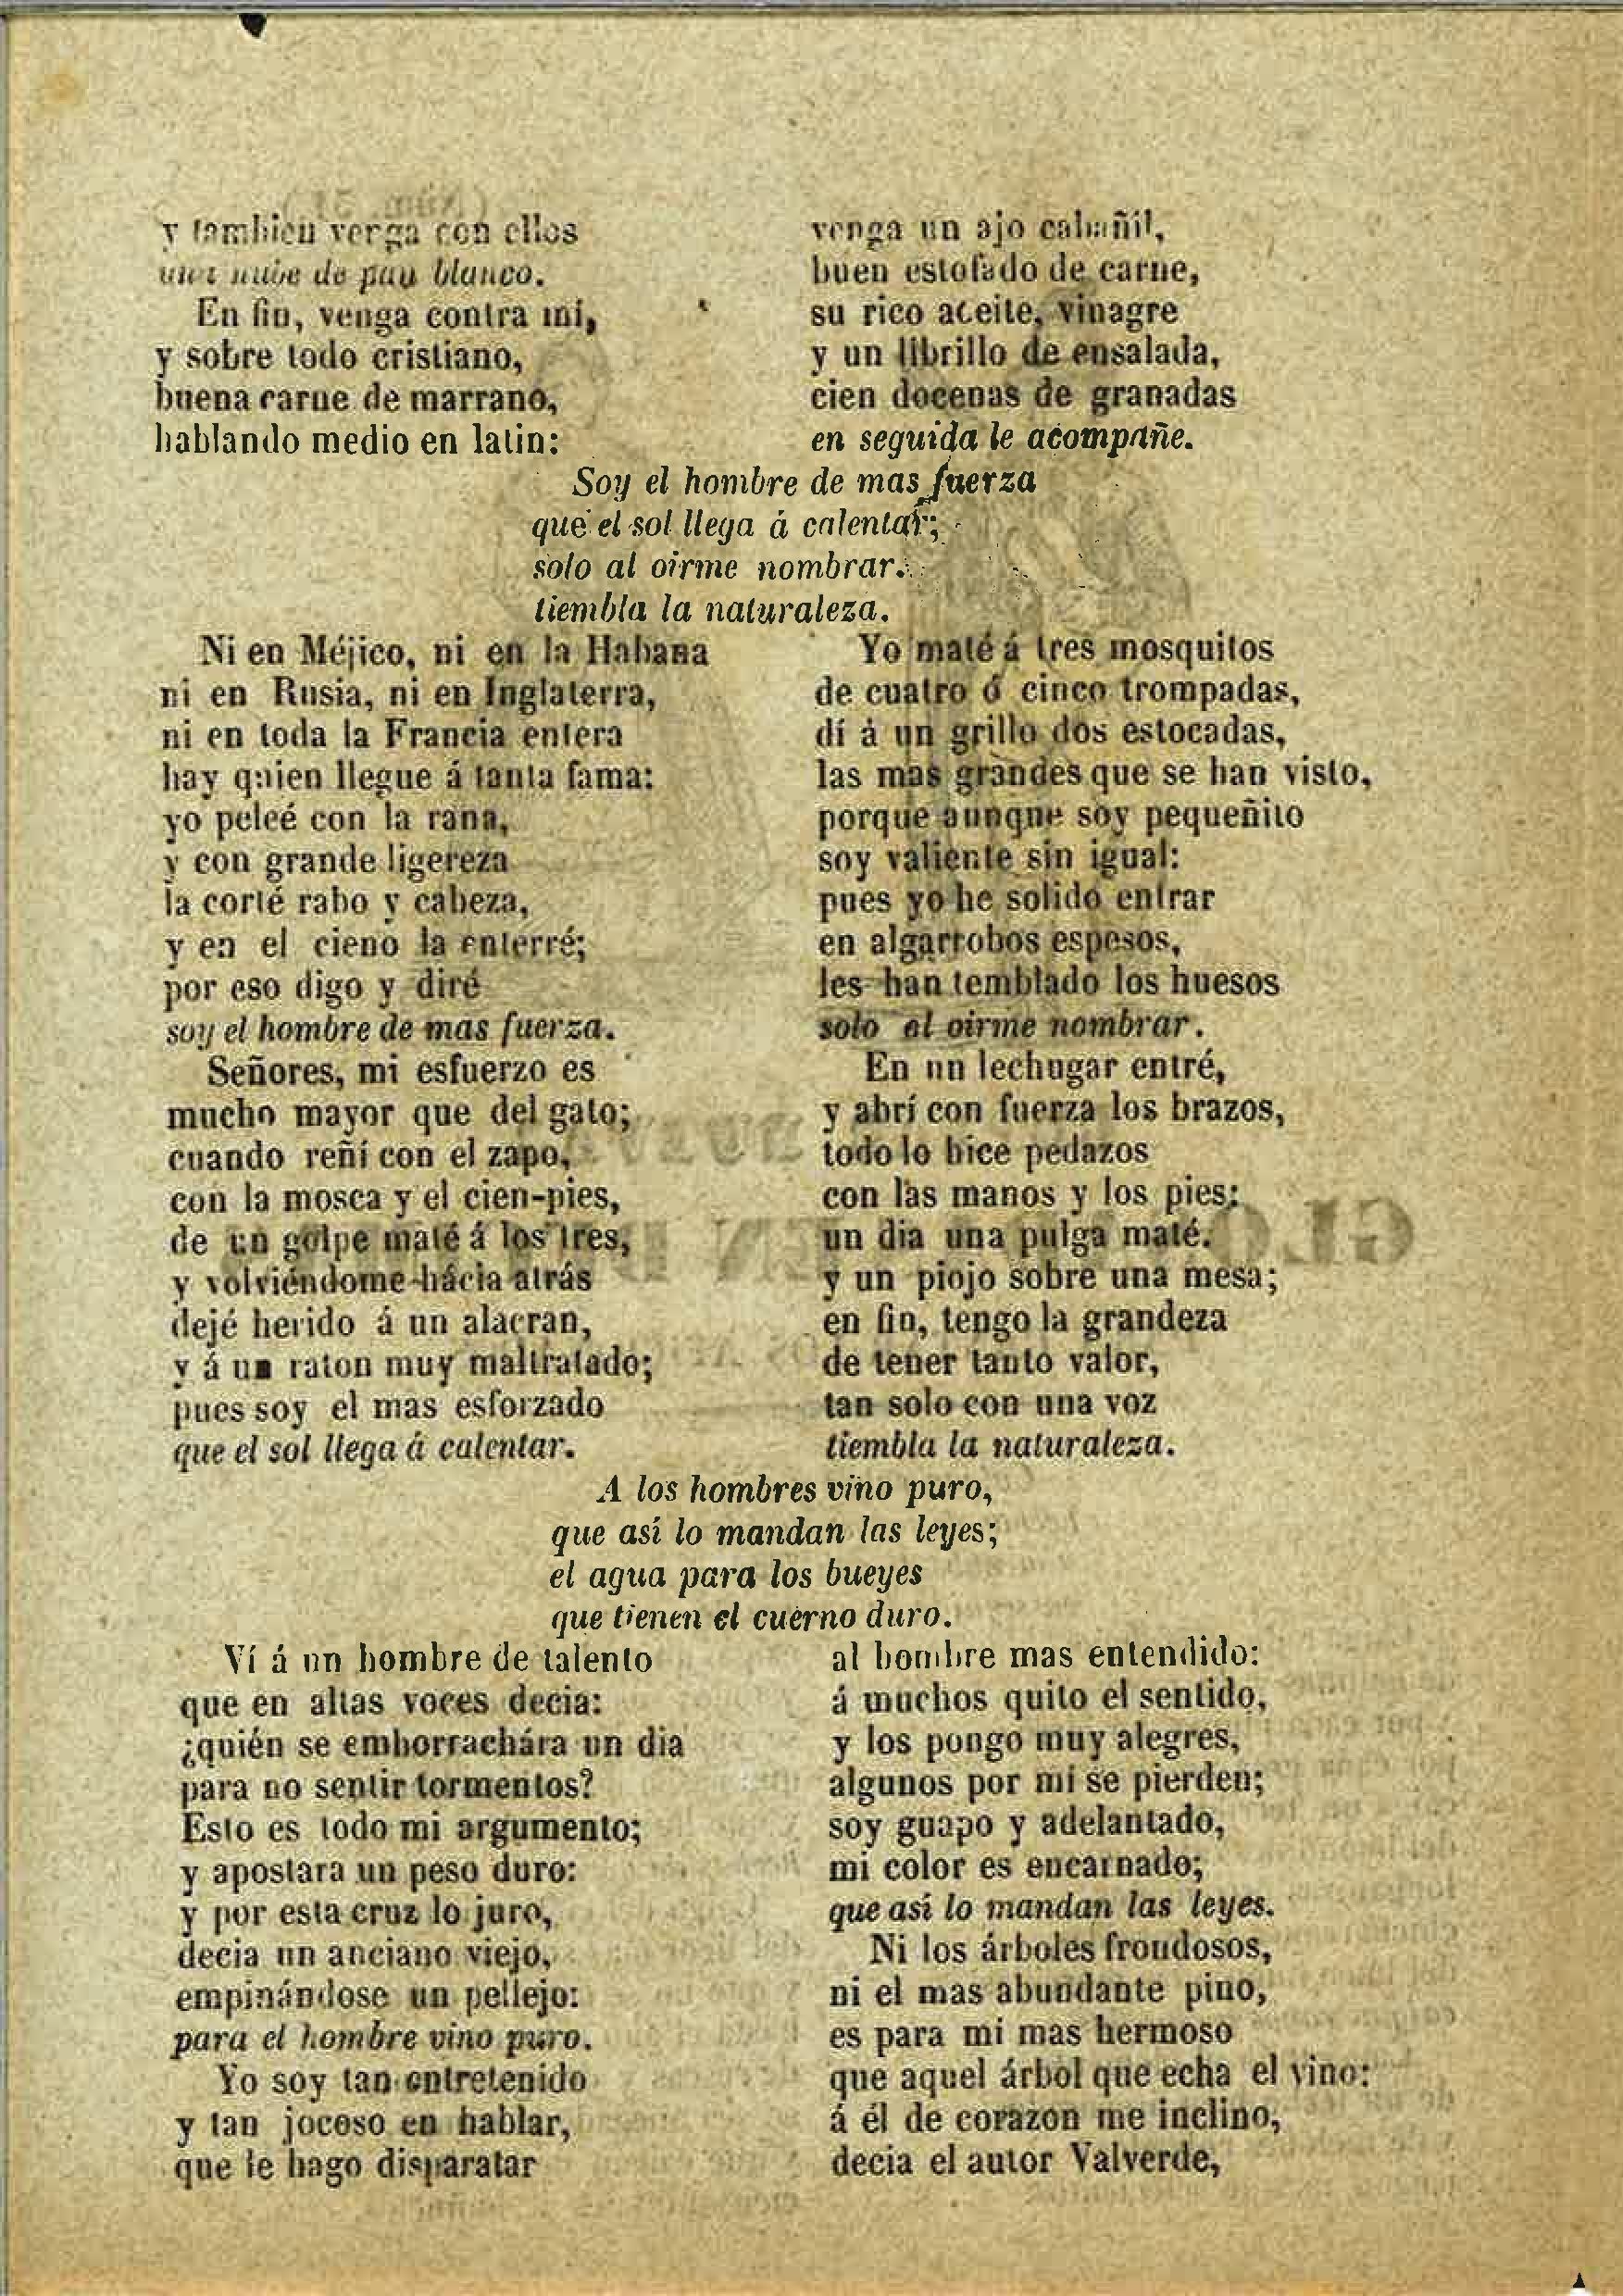 y tambien verga con ellos
una nube de pan blanco.
En fin, venga contra mí,
y sobre todo cristiano,
buena carne de marrano,
hablando medio en latin:
venga un ajo cabañil,
buen estofado de carne,
su rico aceite, vinagre
y un librillo de ensalada,
cien docenas de granadas
en seguida le acompañe.
Soy el hombre de mas fuerza
que el sol llega á calentar;
solo al oirme nombrar
tiembla la naturaleza.
Ni en Méjico, ni en la Habana
ni en Rusia, ni en Inglaterra,
ni en toda la Francia entera
hay quien llegue á tanta fama:
yo peleé con la rana,
y con grande ligereza
la corté rabo y cabeza,
y en el cieno la enterré;
por eso digo y diré
soy el hombre de mas fuerza.
Señores, mi esfuerzo es
mucho mayor que del gato;
cuando reñí con el zapo,
con la mosca y el cien-pies,
de un golpe maté á los tres,
y volviéndome hácia atrás
dejé herido á un alacran,
y á un raton muy maltratado;
pues soy el mas esforzado
que el sol llega á calentar.
Yo maté á tres mosquitos
de cuatro ó cinco trompadas,
dí á un grillo dos estocadas,
las mas grandes que se han visto,
porque aunque soy pequeñito
soy valiente sin igual:
pues yo he solido entrar
en algarrobos espesos,
les han temblado los huesos
solo al oirme nombrar.
En un lechugar entré,
y abrí con fuerza los brazos,
todo lo hice pedazos
con las manos y los pies;
un dia una pulga maté.
y un piojo sobre una mesa;
en fin, tengo la grandeza
de tener tanto valor,
tan solo con una voz
tiembla la naturaleza.
A los hombres vino puro,
que así lo mandan las leyes;
el agua para los bueyes
que tienen el cuerno duro.
Ví á un hombre de talento
que en altas voces decia:
¿quién se emborrachára un dia
para no sentir tormentos?
Esto es todo mi argumento;
y apostara un peso duro:
y por esta cruz lo juro,
decia un anciano viejo,
empinándose un pellejo:
para el hombre vino puro.
Yo soy tan entretenido
y tan jocoso en hablar,
que le hago disparatar
al hombre mas entendido:
á muchos quito el sentido,
y los pongo muy alegres,
algunos por mí se pierden;
soy guapo y adelantado,
mi color es encarnado;
que así lo mandan las leyes.
Ni los árboles frondosos,
ni el mas abundante pino,
es para mi mas hermoso
que aquel árbol que echa el vino:
á él de corazon me inclino,
decia el autor Valverde,